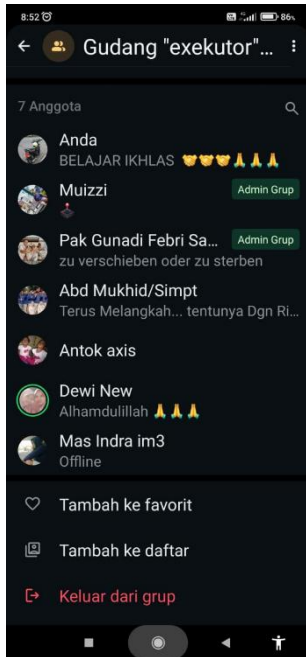 8:52
86%
Gudang "exekutor"...
7 Anggota
Anda
BELAJAR IKHLAS 🤝🤝🤝🙏🙏🙏
Muizzi
Admin Grup
🕹️
Pak Gunadi Febri Sa...
Admin Grup
zu verschieben oder zu sterben
Abd Mukhid/Simpt
Terus Melangkah... tentunya Dgn Ri...
Antok axis
Dewi New
Alhamdulillah 🙏🙏🙏
Mas Indra im3
Offline
Tambah ke favorit
Tambah ke daftar
Keluar dari grup